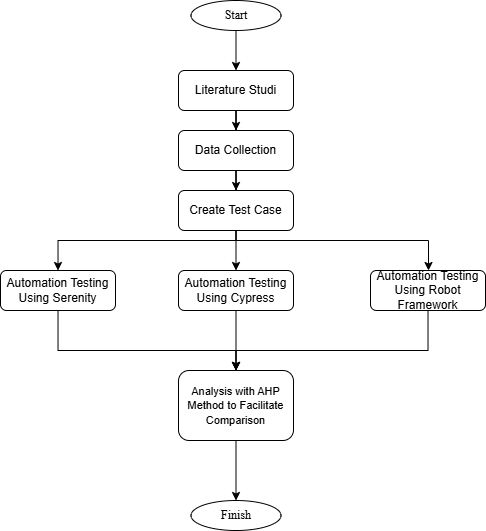 Start
Literature Studi
Data Collection
Create Test Case
Automation Testing
Using Serenity
Automation Testing
Using Cypress
Automation Testing
Using Robot
Framework
Analysis with AHP
Method to Facilitate
Comparison
Finish